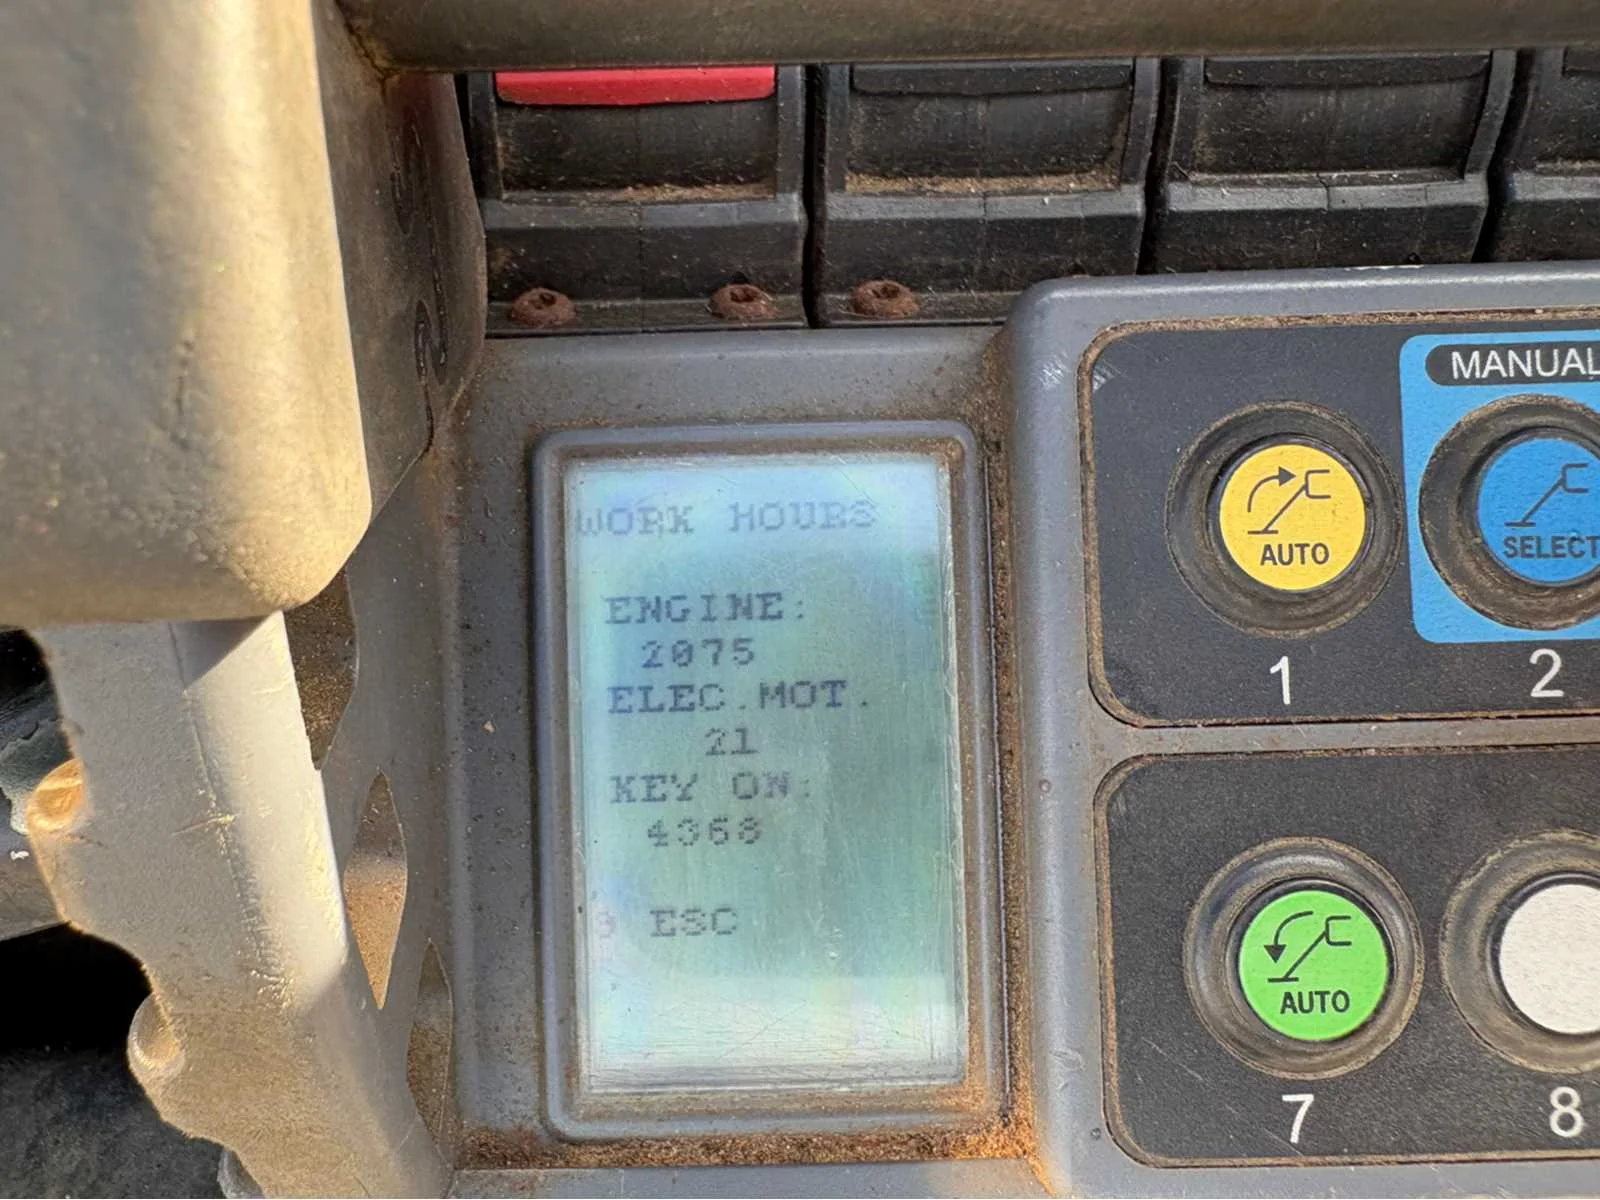 WORK HOURS
ENGINE:
2075
ELEC.MOT.
21
KEY ON:
4368
9 ESC
MANUAL
AUTO
SELECT
1
2
AUTO
7
8